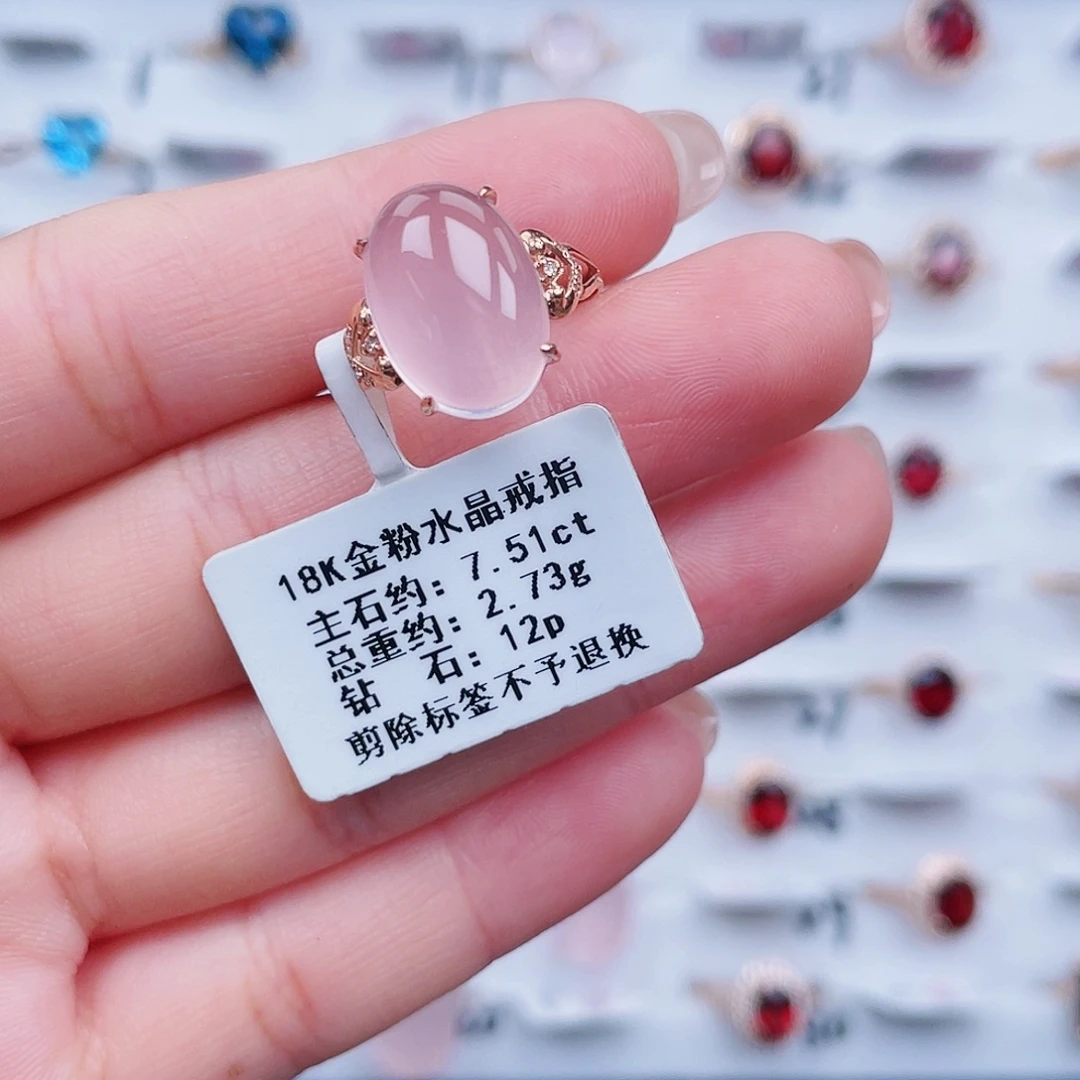 18K金粉水晶戒指
主石约：7.51ct
总重约：2.73g
钻 石：12p
剪除标签不予退换